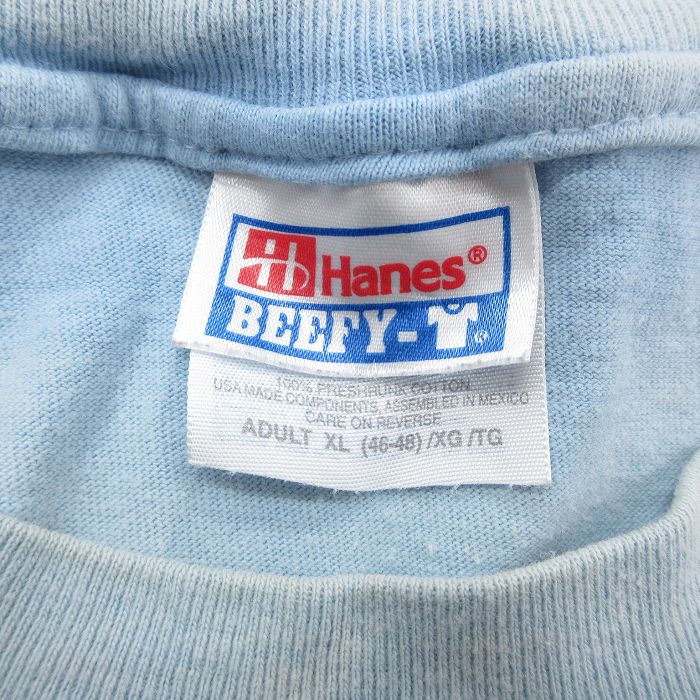 Hanes®
BEEFY-T®
100% PRESHRUNK COTTON
USA MADE COMPONENTS, ASSEMBLED IN MEXICO
CARE ON REVERSE
ADULT XL (46-48) /XG /TG